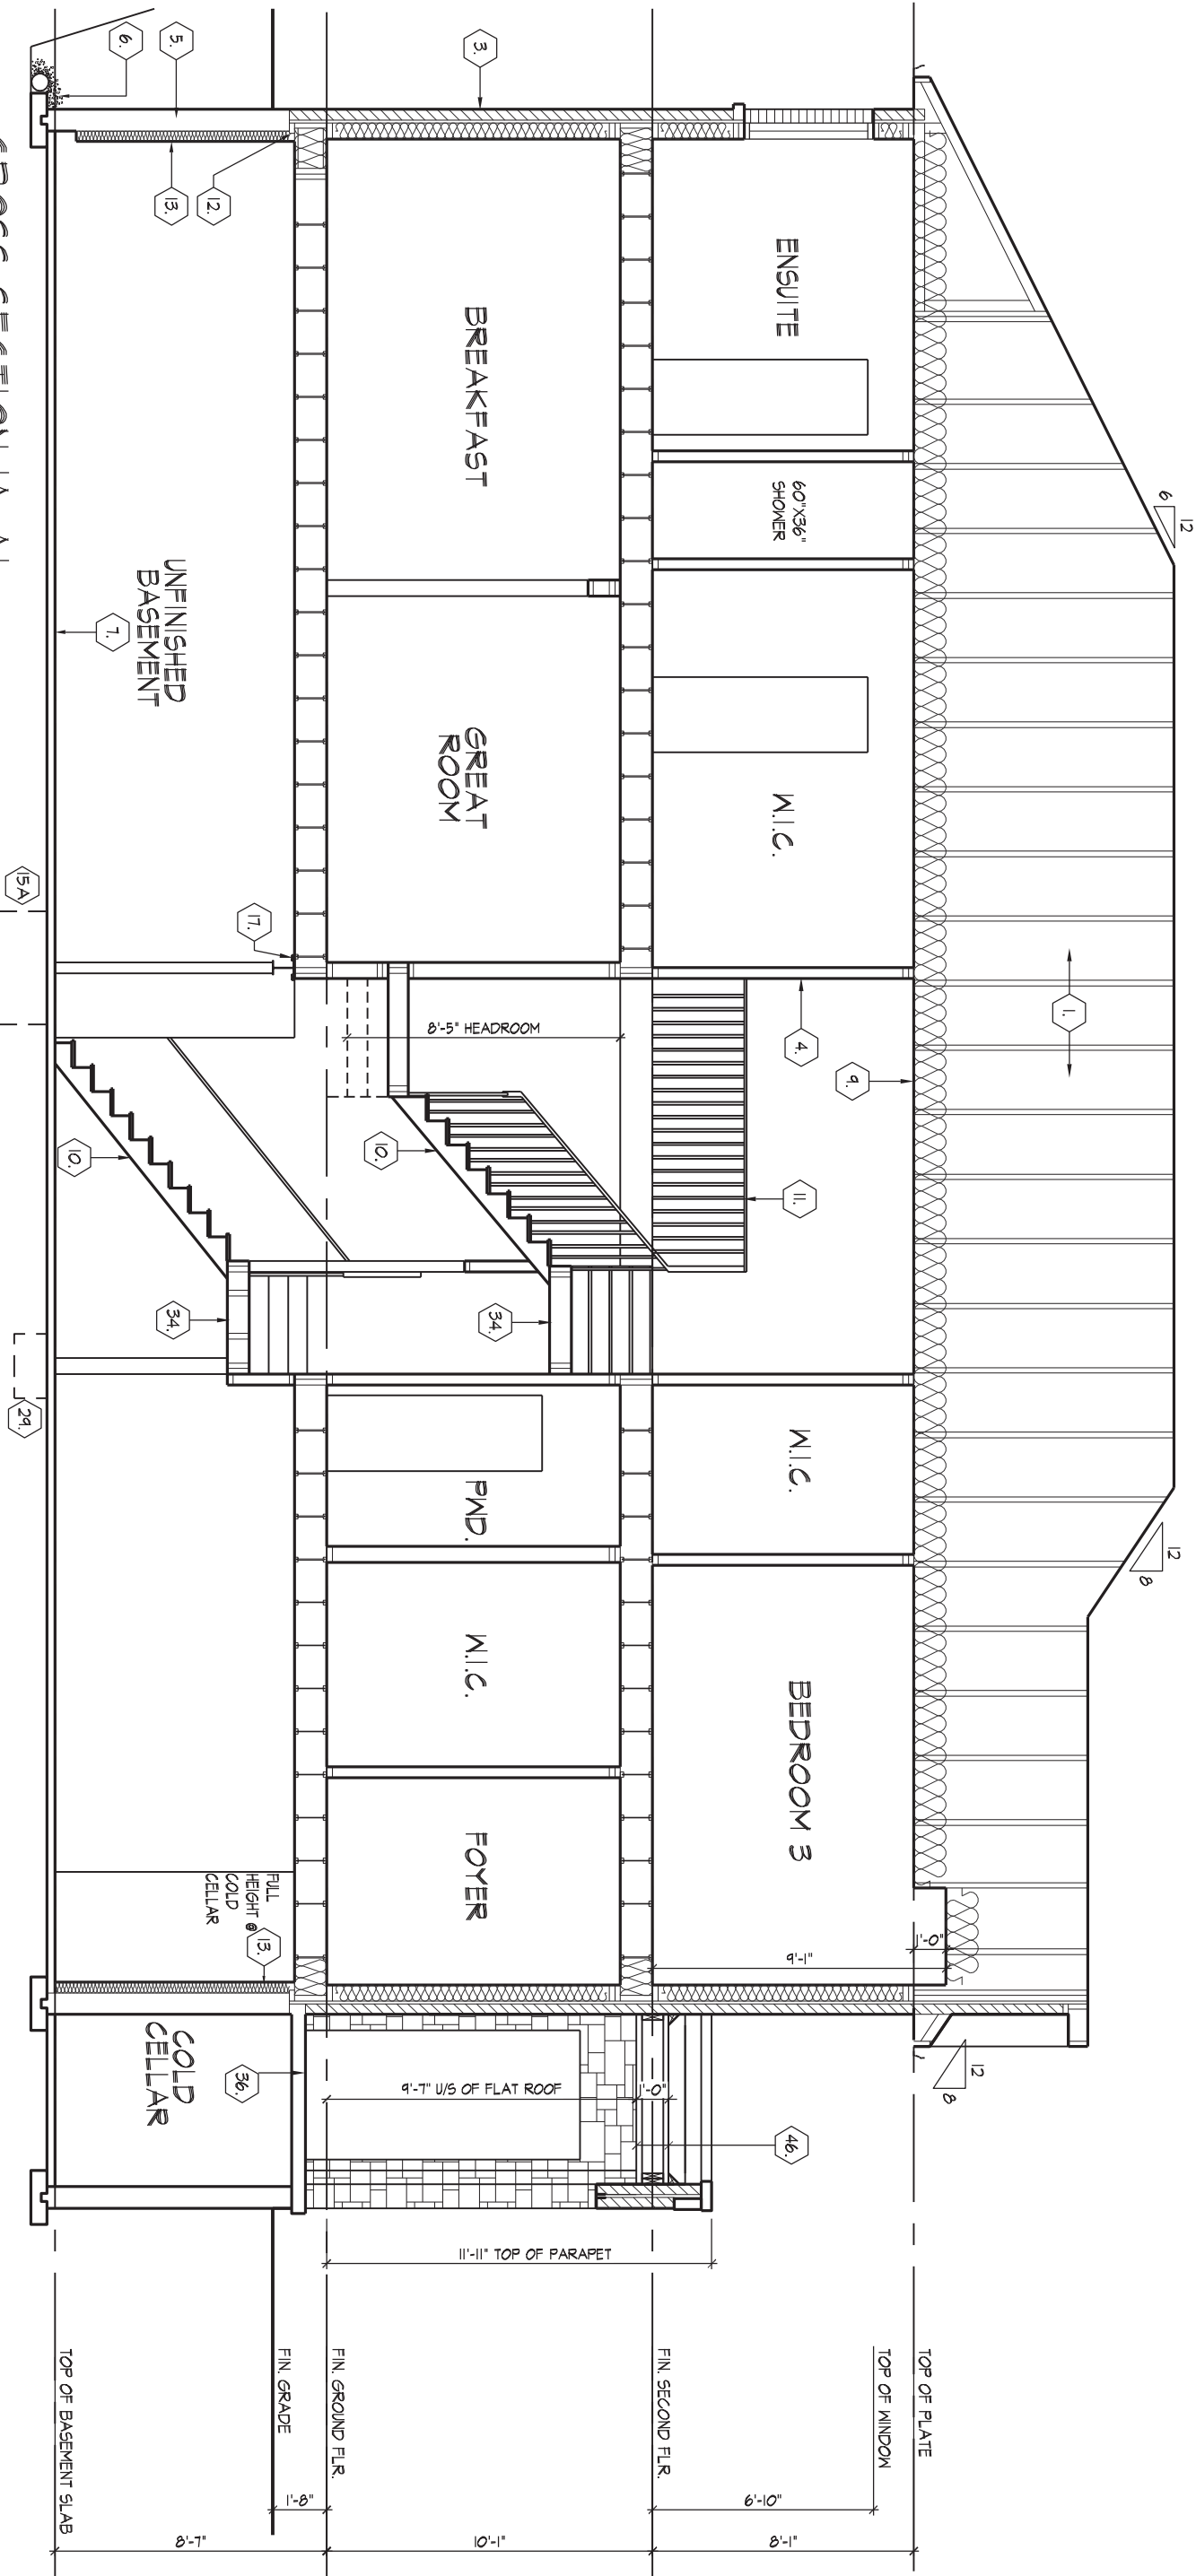 12
6
1.
12
8
12
8
TOP OF PLATE
TOP OF WINDOW
8'-1"
6'-10"
FIN. SECOND FLR.
10'-1"
FIN. GROUND FLR.
1'-8"
FIN. GRADE
8'-7"
TOP OF BASEMENT SLAB
ENSUITE
60"X36"
SHOWER
W.I.C.
4.
9.
11.
W.I.C.
BEDROOM 3
1'-0"
9'-1"
46.
3.
BREAKFAST
GREAT
ROOM
8'-5" HEADROOM
10.
34.
PWD.
W.I.C.
FOYER
9'-7" U/S OF FLAT ROOF
1'-0"
11'-11" TOP OF PARAPET
5.
6.
12.
13.
UNFINISHED
BASEMENT
7.
17.
10.
34.
FULL
HEIGHT @
COLD
CELLAR
13.
36.
COLD
CELLAR
15A
29.